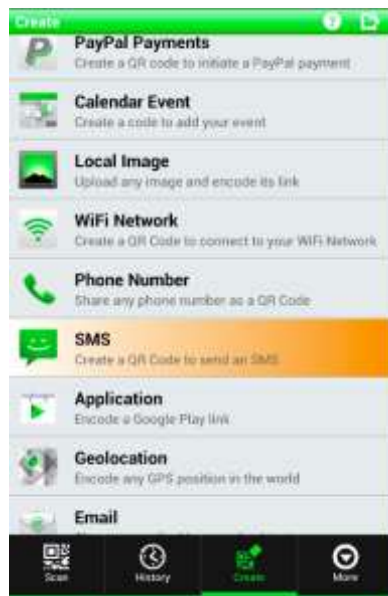 Create
PayPal Payments
Create a QR code to initiate a PayPal payment
Calendar Event
Create a code to add your event
Local Image
Upload any image and encode its link
WiFi Network
Create a QR Code to connect to your WiFi Network
Phone Number
Share any phone number as a QR Code
SMS
Create a QR Code to send an SMS
Application
Encode a Google Play link
Geolocation
Encode any GPS position in the world
Email
Scan
History
Create
More